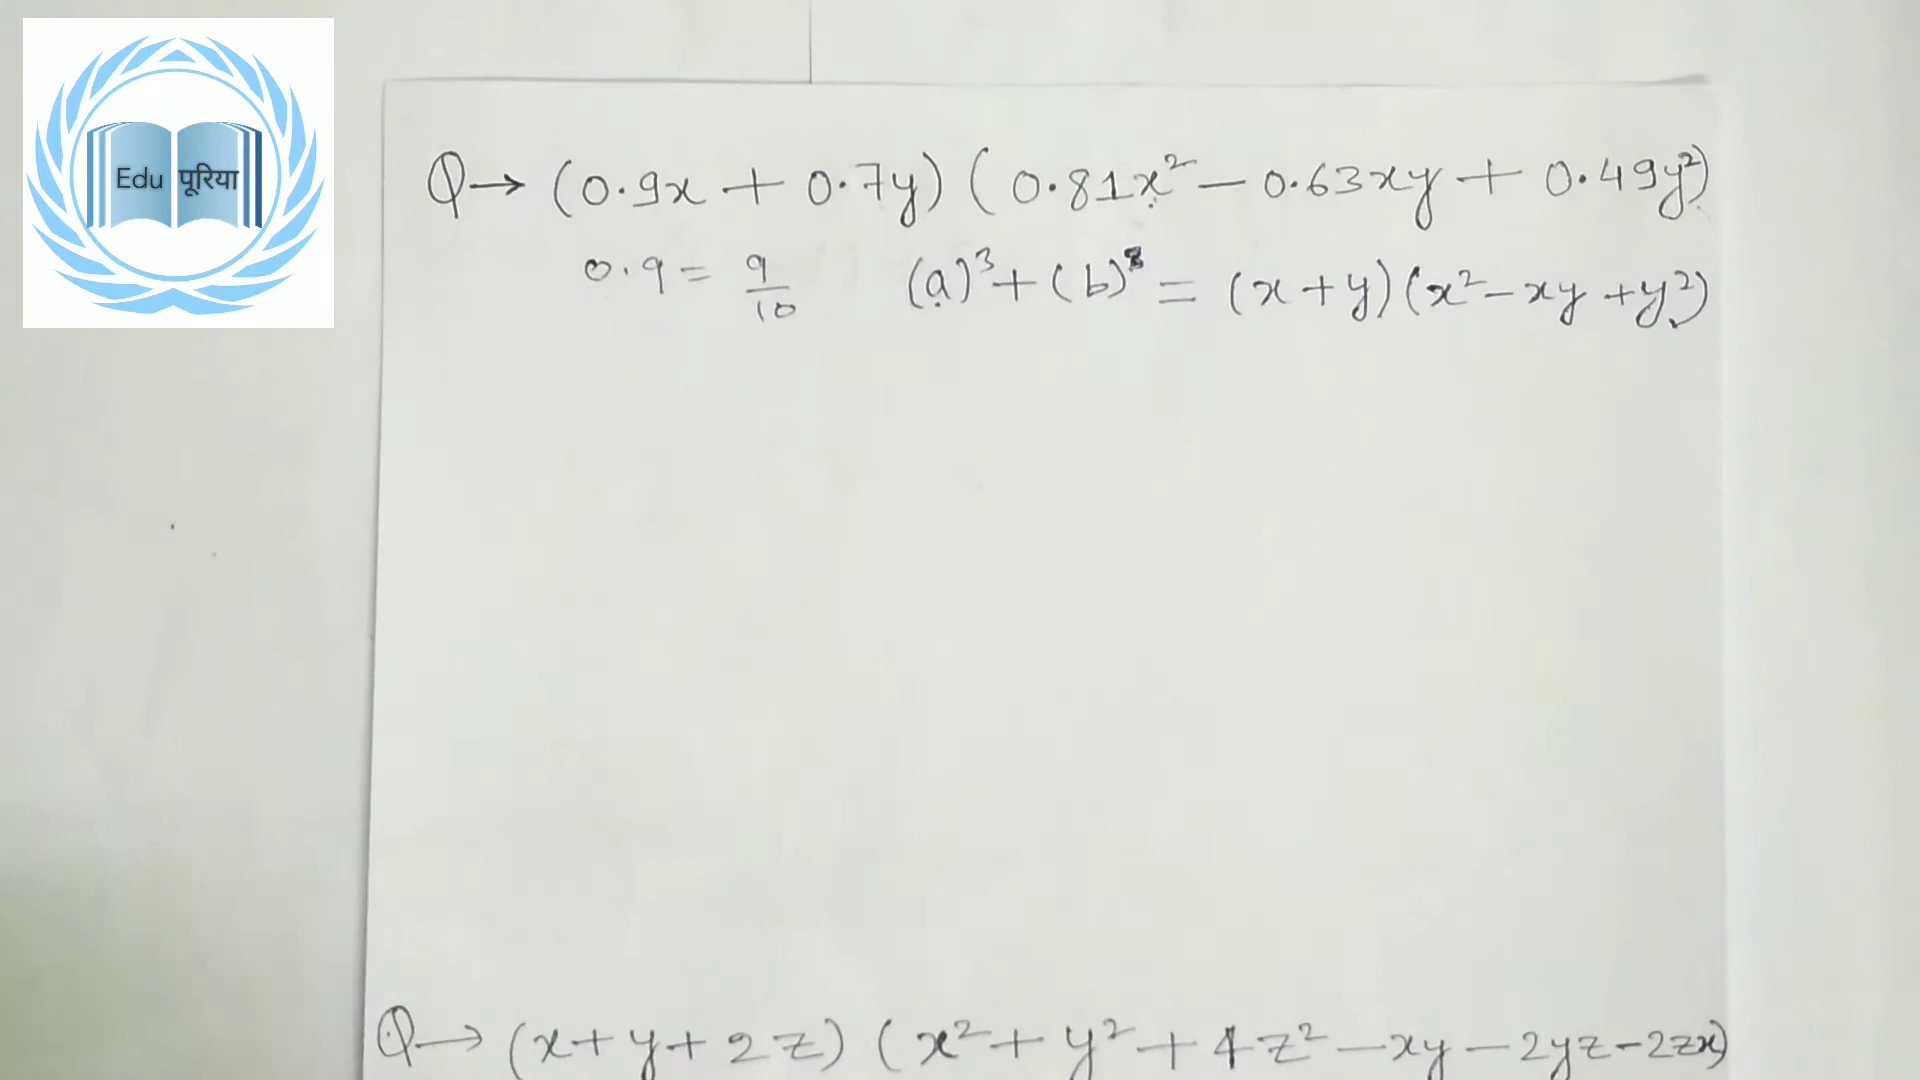 Edu पूरिया
Q→ (0.9x + 0.7y) (0.81x² – 0.63xy + 0.49y²)
0.9 = 9/10 (a)³ + (b)³ = (x + y)(x² – xy + y²)
Q→ (x + y + 2z) (x² + y² + 4z² – xy – 2yz – 2zx)